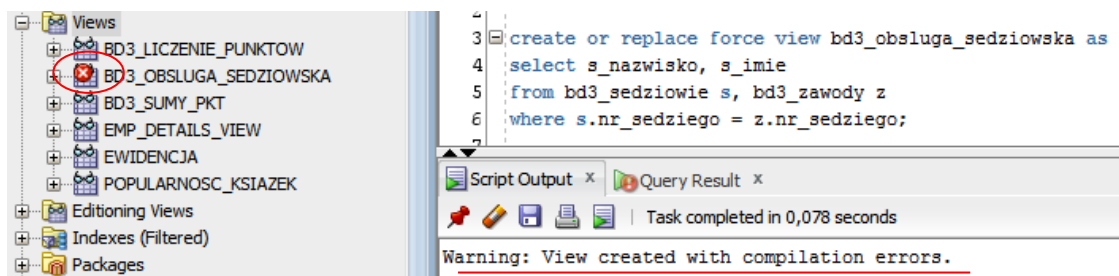 Views
BD3_LICZENIE_PUNKTOW
BD3_OBSLUGA_SEDZIOWSKA
BD3_SUMY_PKT
EMP_DETAILS_VIEW
EWIDENCJA
POPULARNOSC_KSIAZEK
Editioning Views
Indexes (Filtered)
Packages
3 create or replace force view bd3_obsluga_sedziowska as
4 select s_nazwisko, s_imie
5 from bd3_sedziowie s, bd3_zawody z
6 where s.nr_sedziego = z.nr_sedziego;
Script Output x Query Result x
Task completed in 0,078 seconds
Warning: View created with compilation errors.